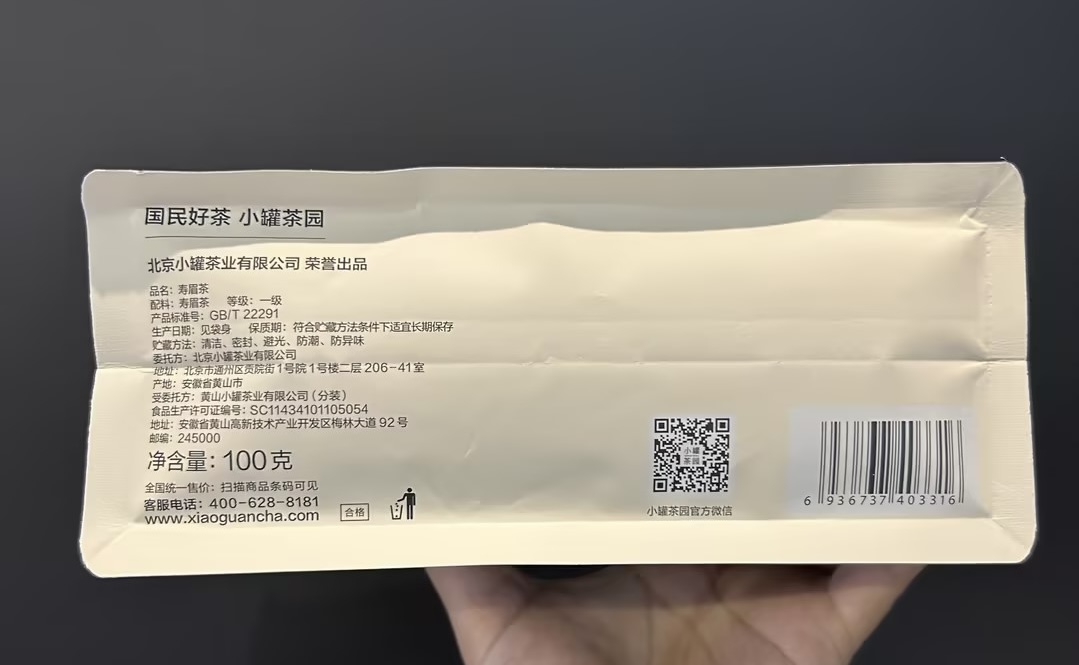 国民好茶 小罐茶园
北京小罐茶业有限公司 荣誉出品
品名：寿眉茶
配料：寿眉茶 等级：一级
产品标准号：GB/T 22291
生产日期：见袋身 保质期：符合贮藏方法条件下适宜长期保存
贮藏方法：清洁、密封、避光、防潮、防异味
委托方：北京小罐茶业有限公司
地址：北京市通州区贡院街1号院1号楼二层206-41室
产地：安徽省黄山市
受委托方：黄山小罐茶业有限公司（分装）
食品生产许可证编号：SC11434101105054
地址：安徽省黄山高新技术产业开发区梅林大道92号
邮编：245000
净含量：100克
全国统一售价：扫描商品条码可见
客服电话：400-628-8181
www.xiaoguancha.com
合格
小罐
茶园
小罐茶园官方微信
6 936737 403316